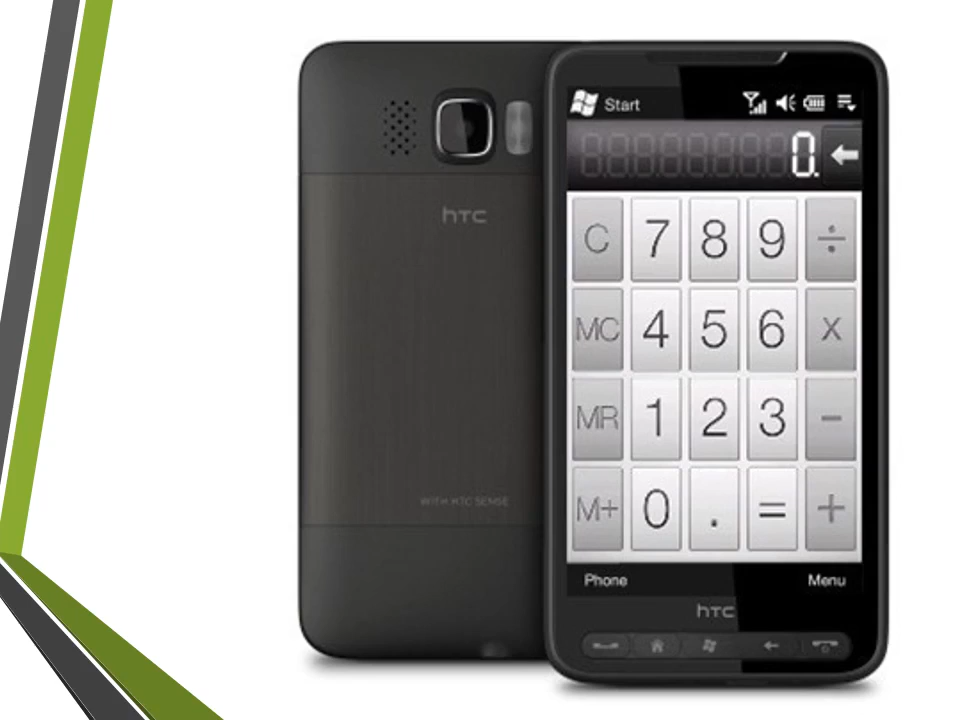 htc
WITH HTC SENSE
Start
0.
C 7 8 9 ÷
MC 4 5 6 X
MR 1 2 3 −
M+ 0 . = +
Phone Menu
htc